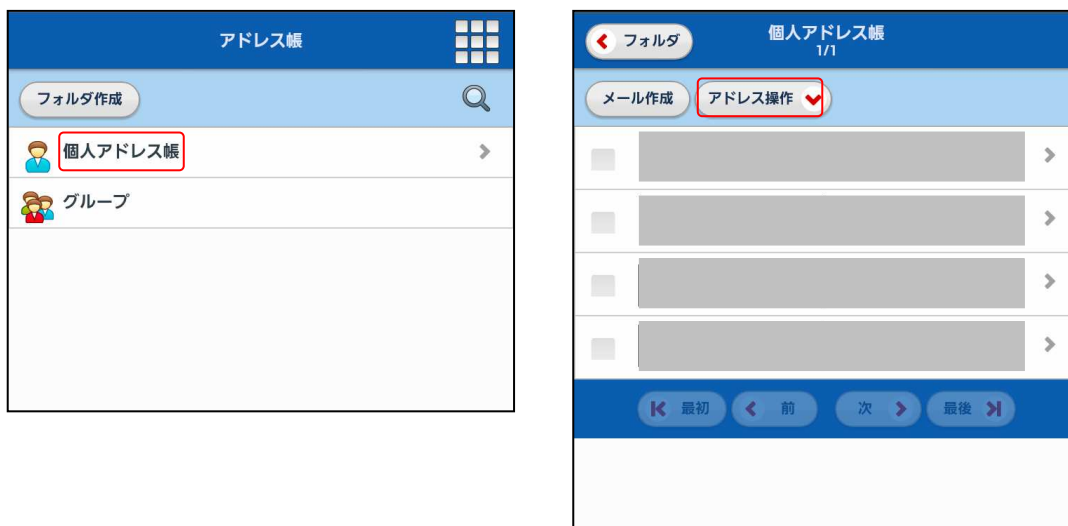 アドレス帳
フォルダ作成
個人アドレス帳
グループ
フォルダ
個人アドレス帳
1/1
メール作成 アドレス操作
最初 前 次 最後